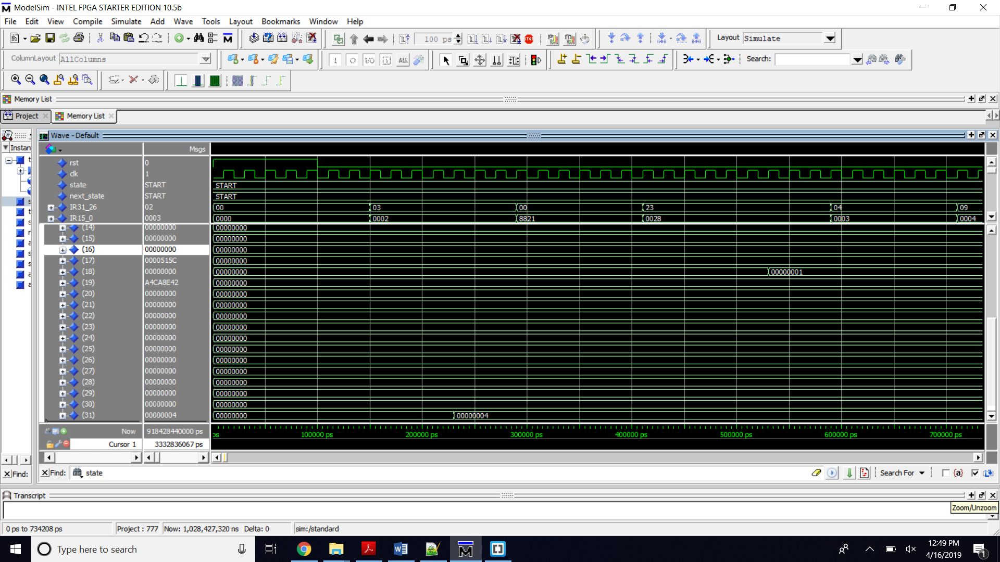 ModelSim - INTEL FPGA STARTER EDITION 10.5b
File Edit View Compile Simulate Add Wave Tools Layout Bookmarks Window Help
100 ps
Layout Simulate
ColumnLayout AllColumns
ALL
Search:
Memory List
Project
Memory List
Wave - Default
Instan
Msgs
rst 0
clk 1
state START START
next_state START START
IR31_26 02 00 03 00 23 04 09
IR15_0 0003 0000 0002 8821 0028 0003 0004
(14) 00000000 00000000
(15) 00000000 00000000
(16) 00000000 00000000
(17) 0000515C 00000000
(18) 00000000 00000000 00000001
(19) A4CA8E42 00000000
(20) 00000000 00000000
(21) 00000000 00000000
(22) 00000000 00000000
(23) 00000000 00000000
(24) 00000000 00000000
(25) 00000000 00000000
(26) 00000000 00000000
(27) 00000000 00000000
(28) 00000000 00000000
(29) 00000000 00000000
(30) 00000000 00000000
(31) 00000004 00000000 00000004
Now 918428440000 ps ps 100000 ps 200000 ps 300000 ps 400000 ps 500000 ps 600000 ps 700000 ps
Cursor 1 3332836067 ps
Find:
Find: state
Search For
{a}
Transcript
Zoom/Unzoom
0 ps to 734208 ps
Project : 777 Now: 1,028,427,320 ns Delta: 0
sim:/standard
Type here to search
12:49 PM
4/16/2019
1